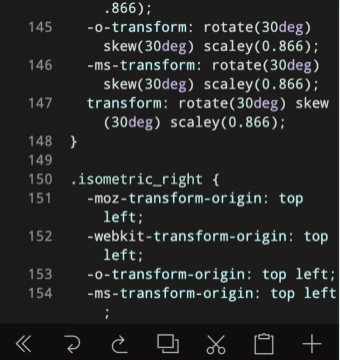 .866);
145 -o-transform: rotate(30deg)
skew(30deg) scaley(0.866);
146 -ms-transform: rotate(30deg)
skew(30deg) scaley(0.866);
147 transform: rotate(30deg) skew
(30deg) scaley(0.866);
148 }
149
150 .isometric_right {
151 -moz-transform-origin: top
left;
152 -webkit-transform-origin: top
left;
153 -o-transform-origin: top left;
154 -ms-transform-origin: top left
;